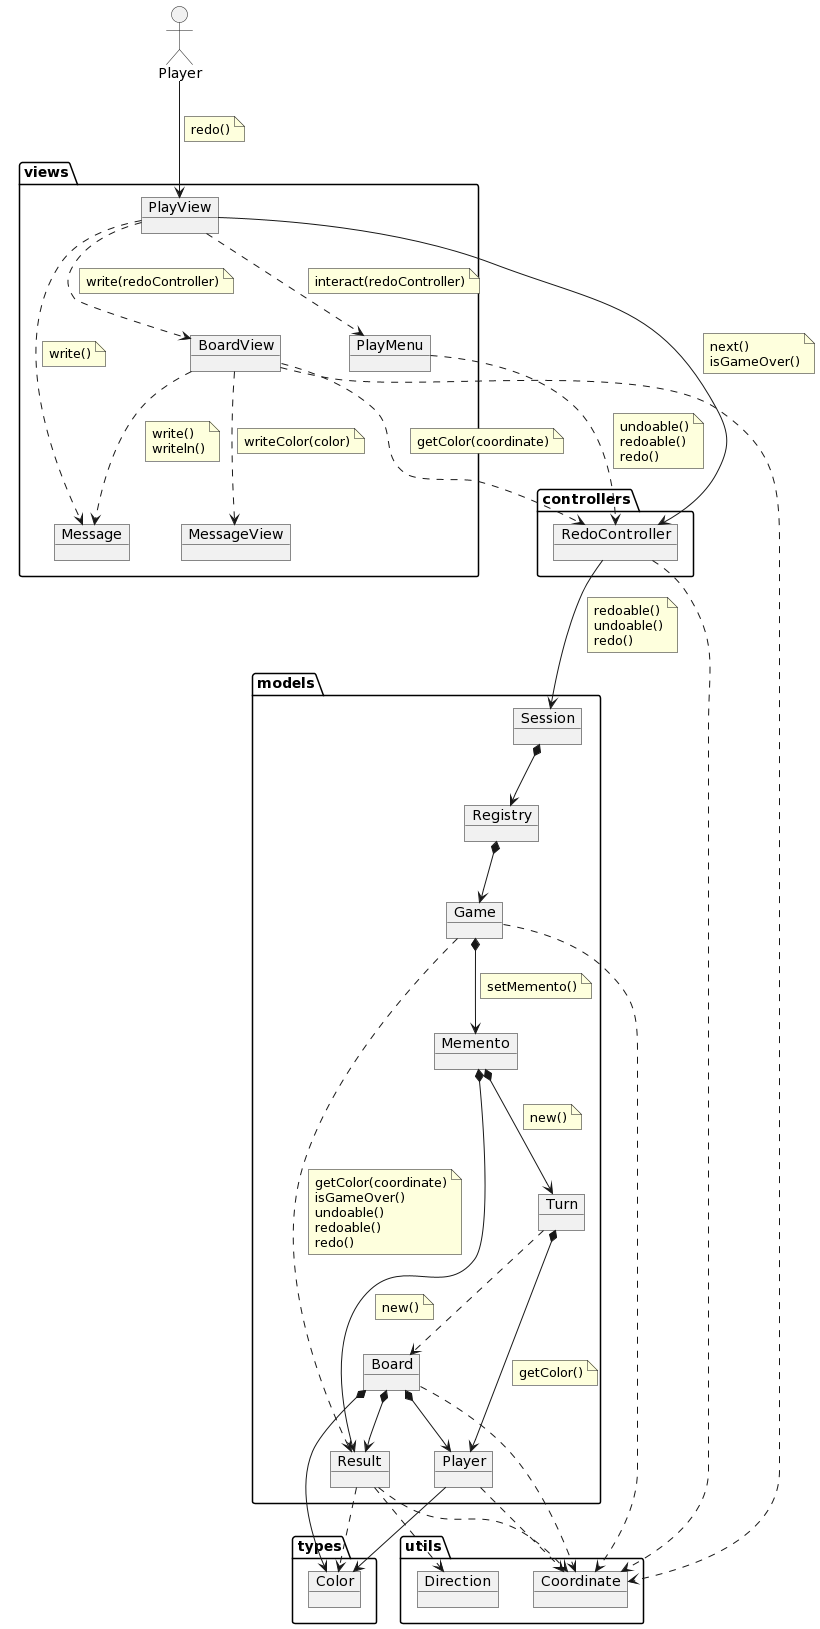 Player
redo()
views
PlayView
write(redoController)
interact(redoController)
next()
isGameOver()
write()
BoardView
PlayMenu
write()
writeln()
writeColor(color)
getColor(coordinate)
undoable()
redoable()
redo()
controllers
Message
MessageView
RedoController
redoable()
undoable()
redo()
models
Session
Registry
Game
setMemento()
Memento
new()
getColor(coordinate)
isGameOver()
undoable()
redoable()
redo()
Turn
new()
Board
getColor()
Result
Player
types
utils
Color
Direction
Coordinate